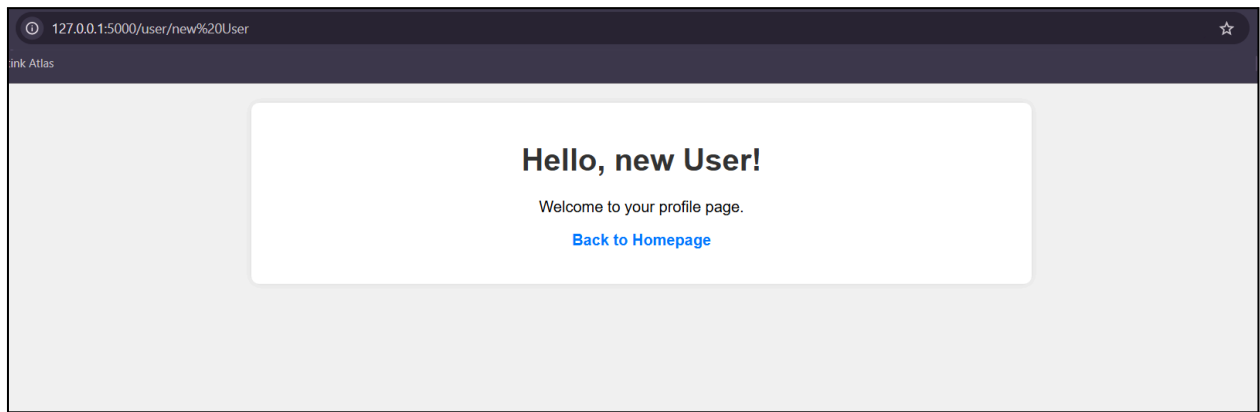 127.0.0.1:5000/user/new%20User
Atlas
Hello, new User!
Welcome to your profile page.
Back to Homepage